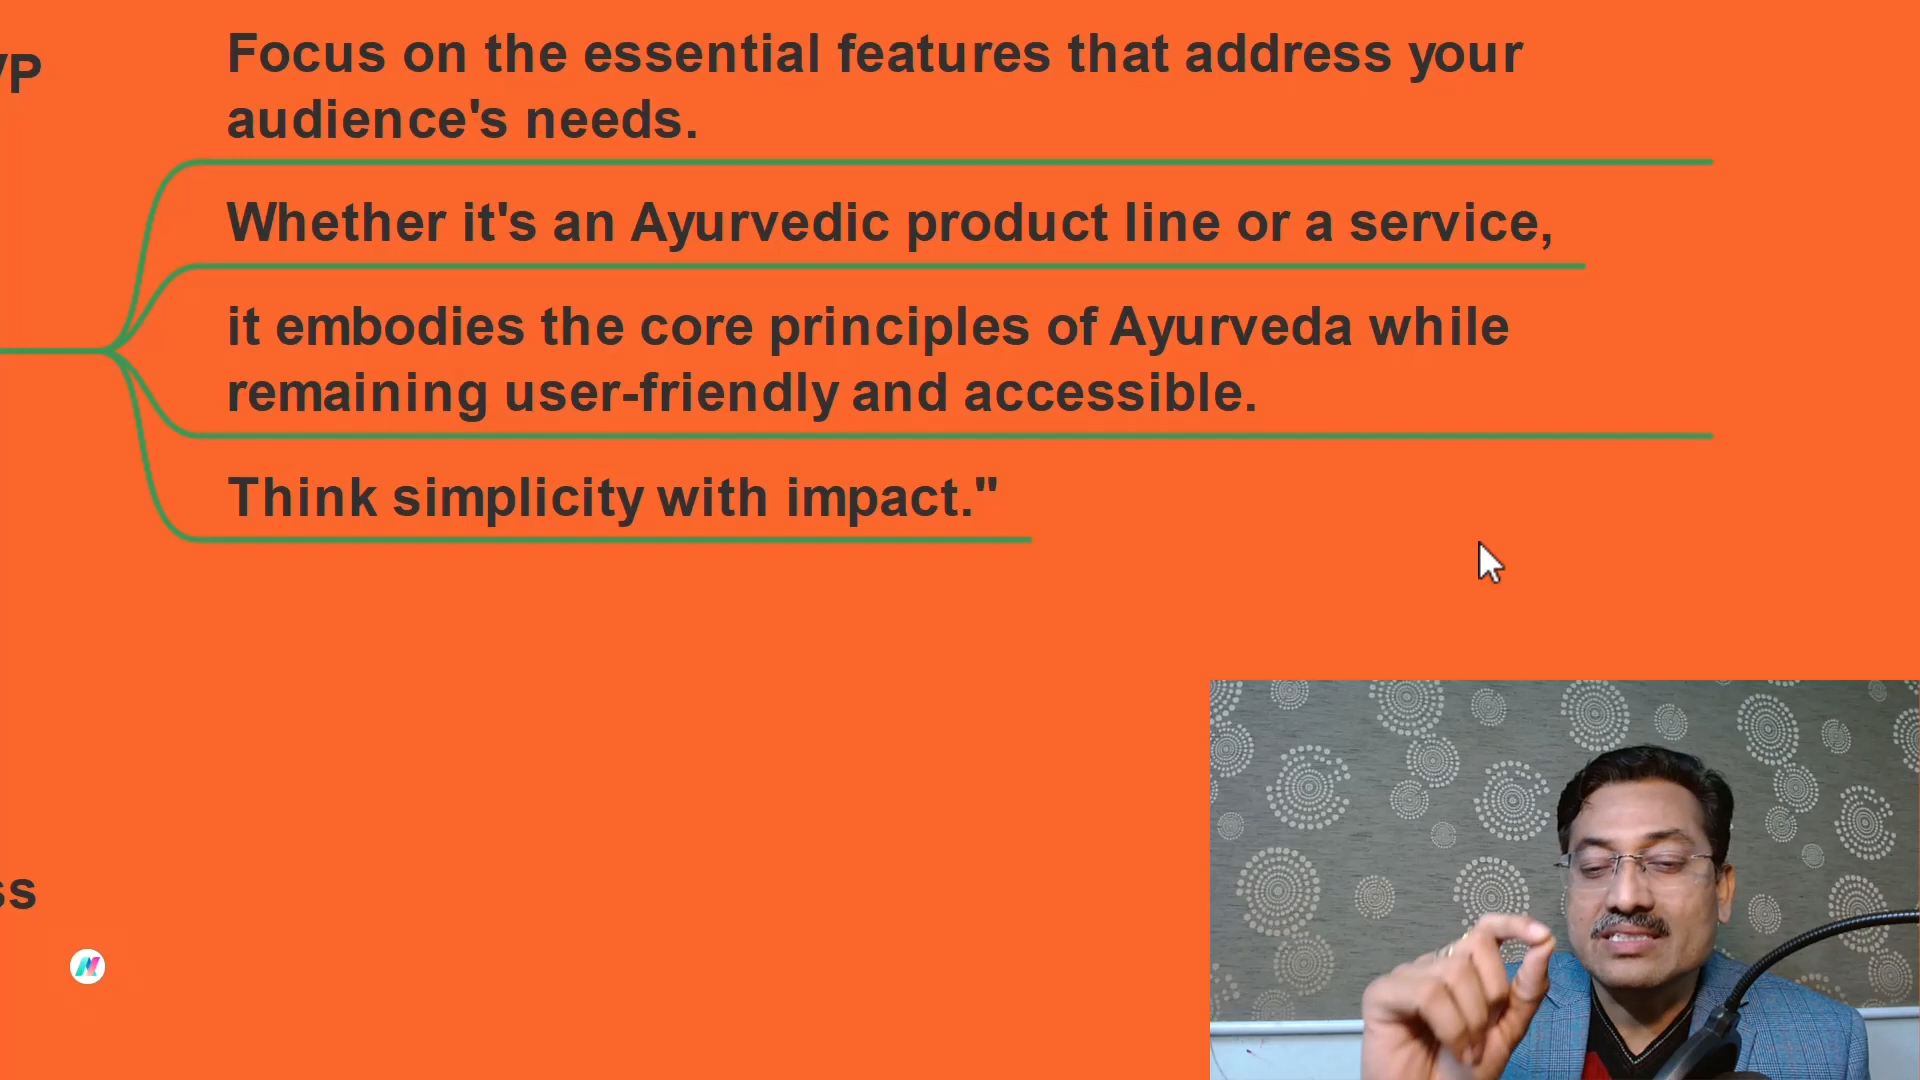 Focus on the essential features that address your
audience's needs.
Whether it's an Ayurvedic product line or a service,
it embodies the core principles of Ayurveda while
remaining user-friendly and accessible.
Think simplicity with impact."